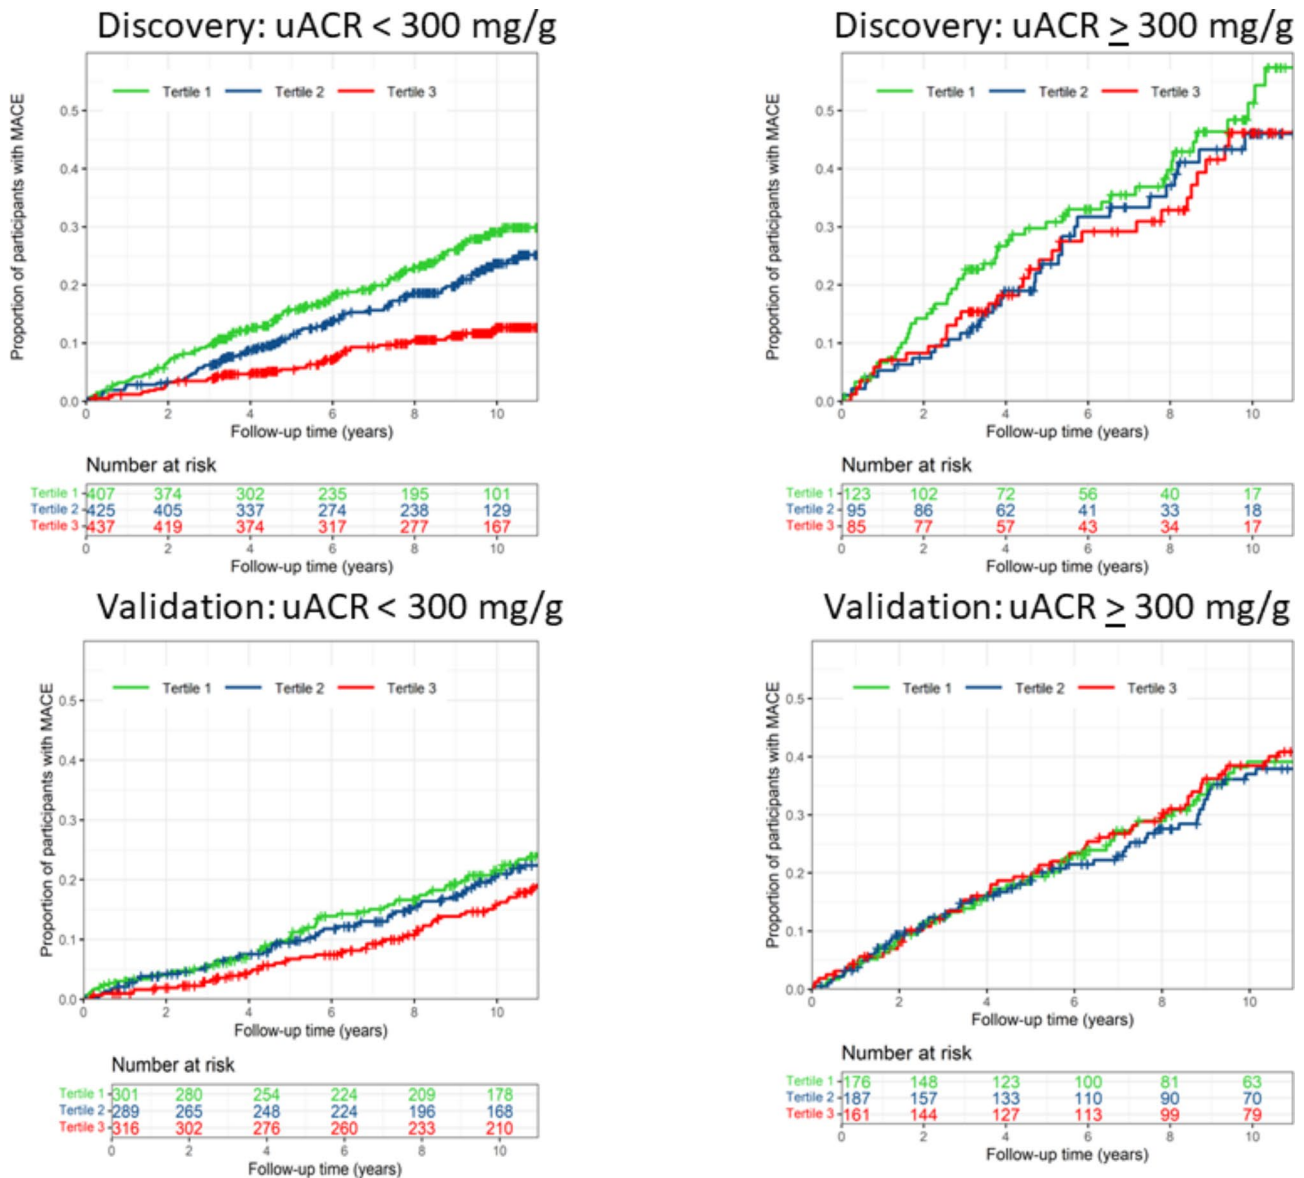 Discovery: uACR < 300 mg/g
Proportion of participants with MACE
Tertile 1 Tertile 2 Tertile 3
0.5
0.4
0.3
0.2
0.1
0.0
0 2 4 6 8 10
Follow-up time (years)
Number at risk
Tertile 1 407 374 302 235 195 101
Tertile 2 425 405 337 274 238 129
Tertile 3 437 419 374 317 277 167
0 2 4 6 8 10
Follow-up time (years)
Discovery: uACR ≥ 300 mg/g
Proportion of participants with MACE
Tertile 1 Tertile 2 Tertile 3
0.5
0.4
0.3
0.2
0.1
0.0
0 2 4 6 8 10
Follow-up time (years)
Number at risk
Tertile 1 123 102 72 56 40 17
Tertile 2 95 86 62 41 33 18
Tertile 3 85 77 57 43 34 17
0 2 4 6 8 10
Follow-up time (years)
Validation: uACR < 300 mg/g
Proportion of participants with MACE
Tertile 1 Tertile 2 Tertile 3
0.5
0.4
0.3
0.2
0.1
0.0
0 2 4 6 8 10
Follow-up time (years)
Number at risk
Tertile 1 301 280 254 224 209 178
Tertile 2 289 265 248 224 196 168
Tertile 3 316 302 276 260 233 210
0 2 4 6 8 10
Follow-up time (years)
Validation: uACR ≥ 300 mg/g
Proportion of participants with MACE
Tertile 1 Tertile 2 Tertile 3
0.5
0.4
0.3
0.2
0.1
0.0
0 2 4 6 8 10
Follow-up time (years)
Number at risk
Tertile 1 176 148 123 100 81 63
Tertile 2 187 157 133 110 90 70
Tertile 3 161 144 127 113 99 79
0 2 4 6 8 10
Follow-up time (years)